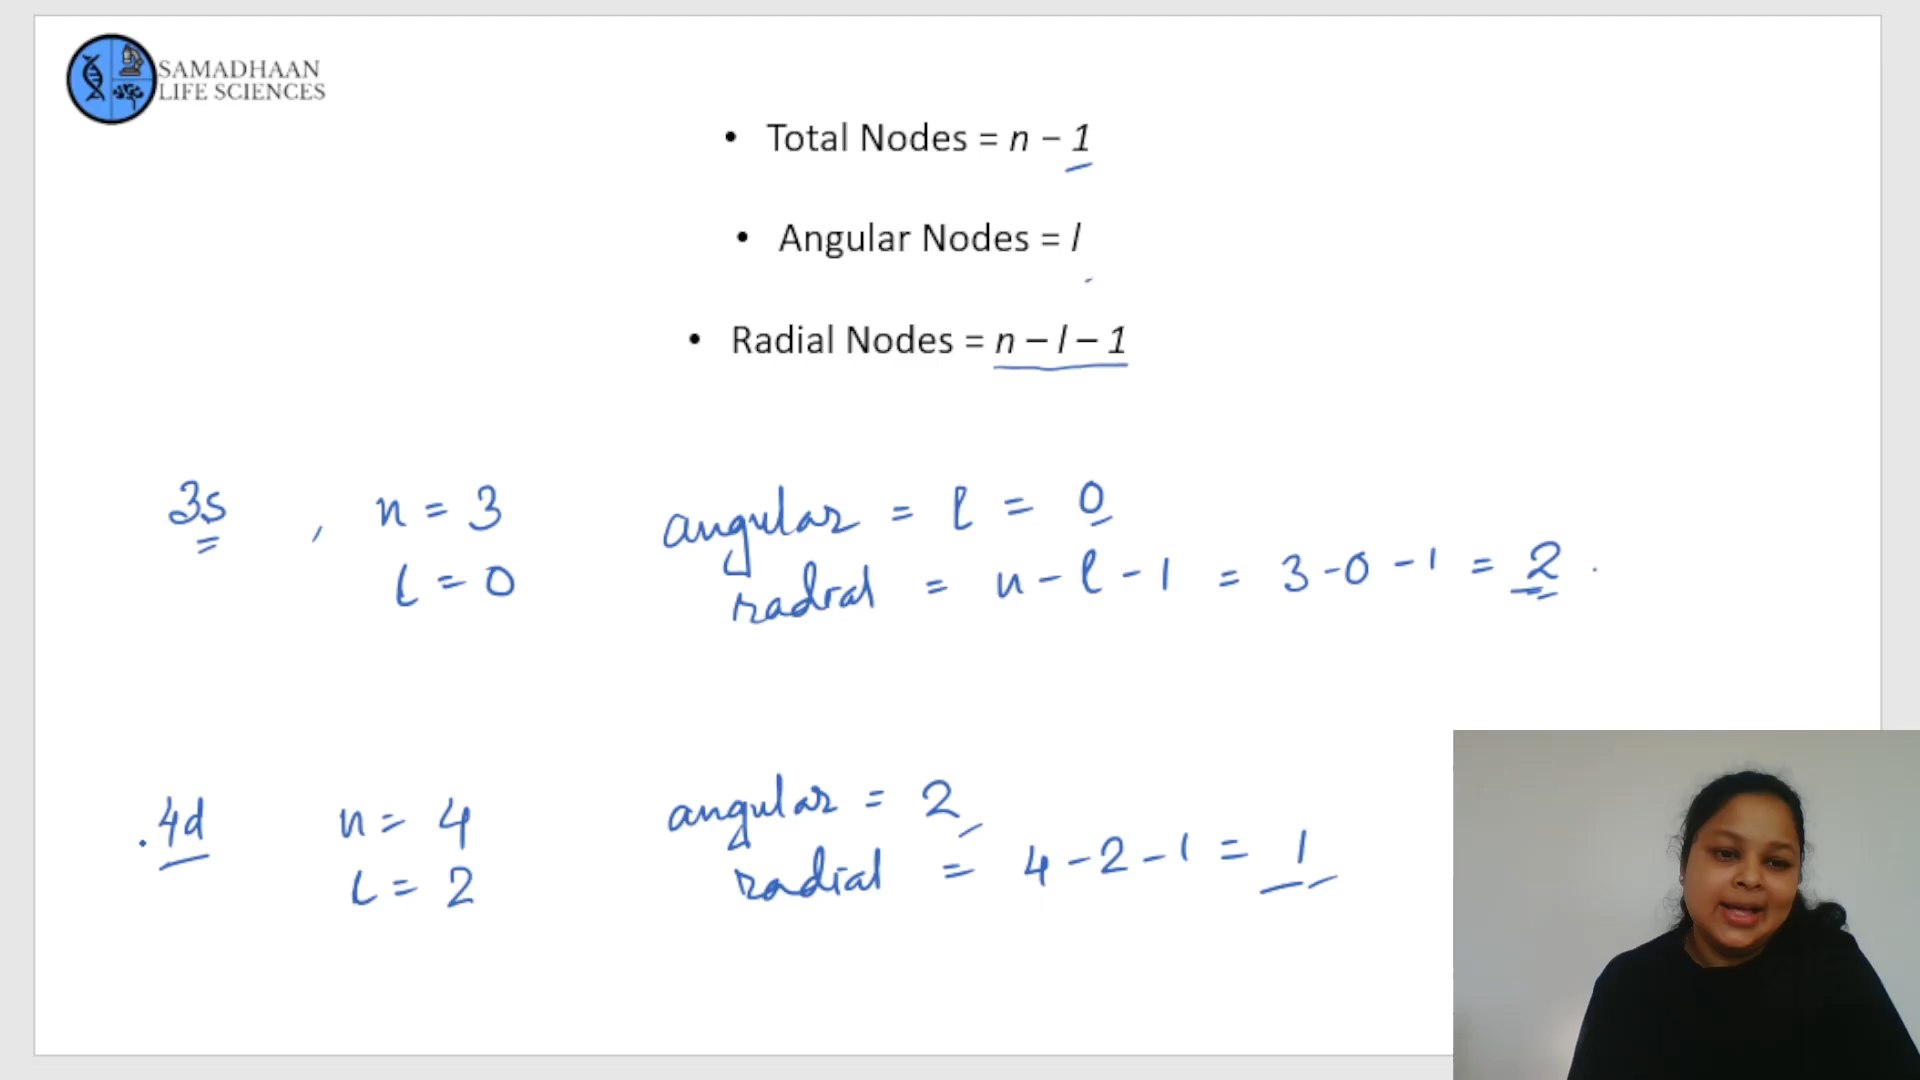 SAMADHAAN
LIFE SCIENCES
• Total Nodes = n − 1
• Angular Nodes = l
• Radial Nodes = n – l – 1
3s , n = 3 angular = l = 0
l = 0 radial = n - l - 1 = 3 - 0 - 1 = 2 .
. 4d n = 4 angular = 2
l = 2 radial = 4 - 2 - 1 = 1